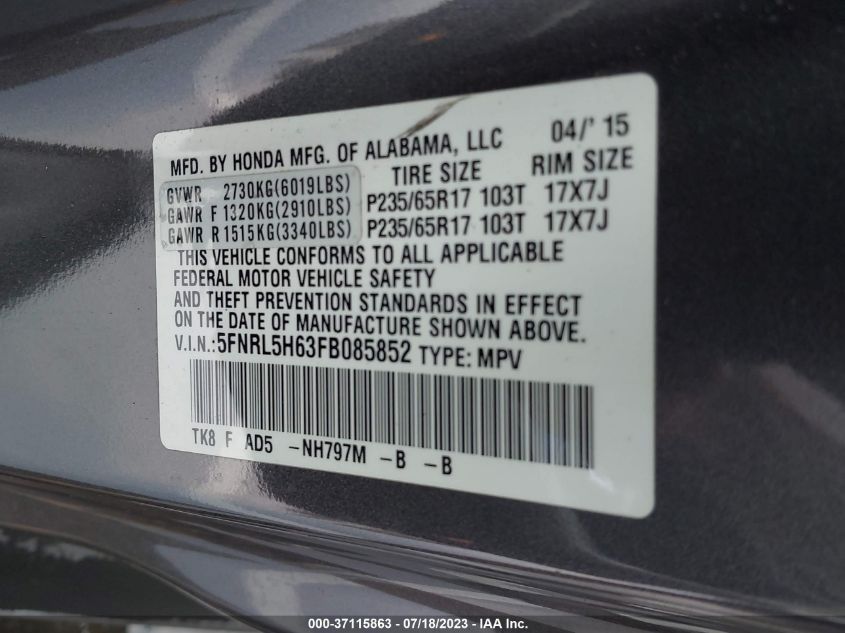 MFD. BY HONDA MFG. OF ALABAMA, LLC 04/' 15
TIRE SIZE RIM SIZE
GVWR 2730KG(6019LBS)
GAWR F 1320KG(2910LBS) P235/65R17 103T 17X7J
GAWR R 1515KG(3340LBS) P235/65R17 103T 17X7J
THIS VEHICLE CONFORMS TO ALL APPLICABLE
FEDERAL MOTOR VEHICLE SAFETY
AND THEFT PREVENTION STANDARDS IN EFFECT
ON THE DATE OF MANUFACTURE SHOWN ABOVE.
V.I.N.:5FNRL5H63FB085852 TYPE: MPV
TK8 F AD5 -NH797M -B -B
000-37115863 - 07/18/2023 - IAA Inc.